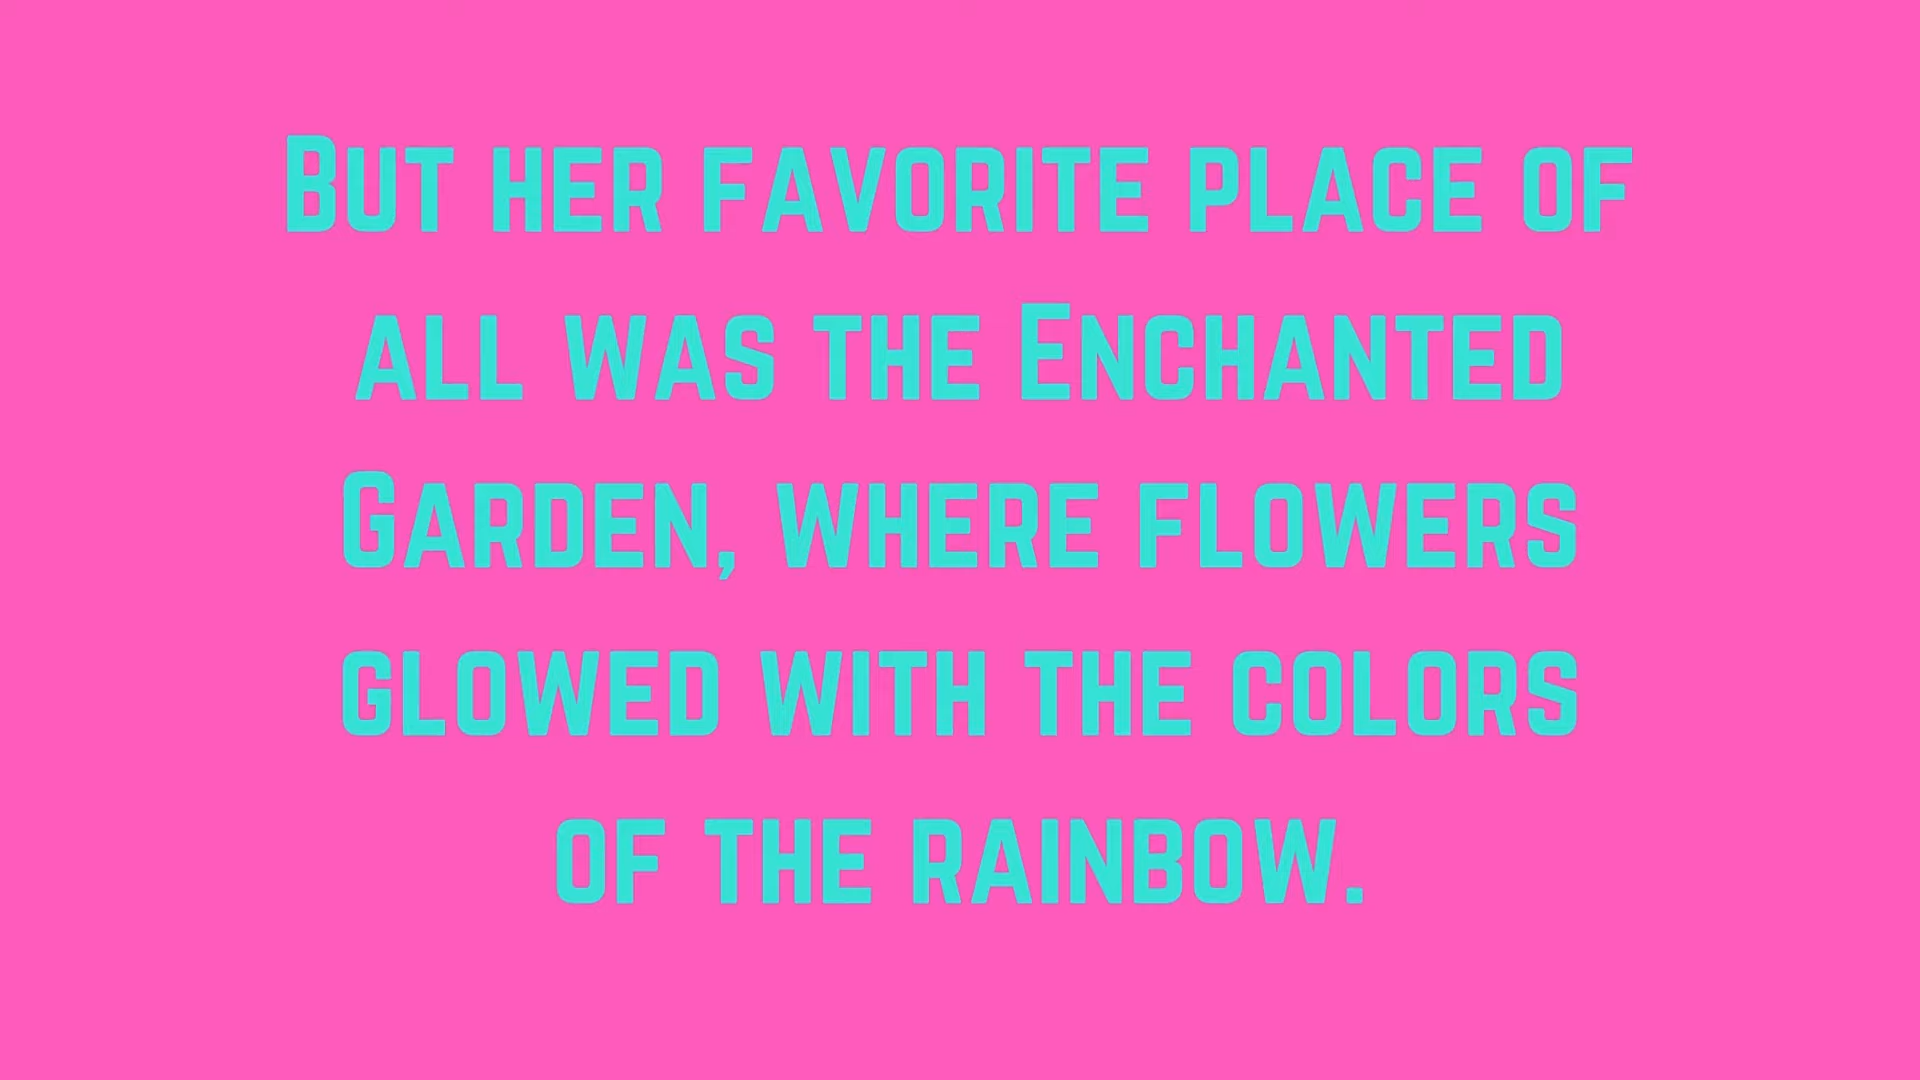 But her favorite place of
all was the Enchanted
Garden, where flowers
glowed with the colors
of the rainbow.